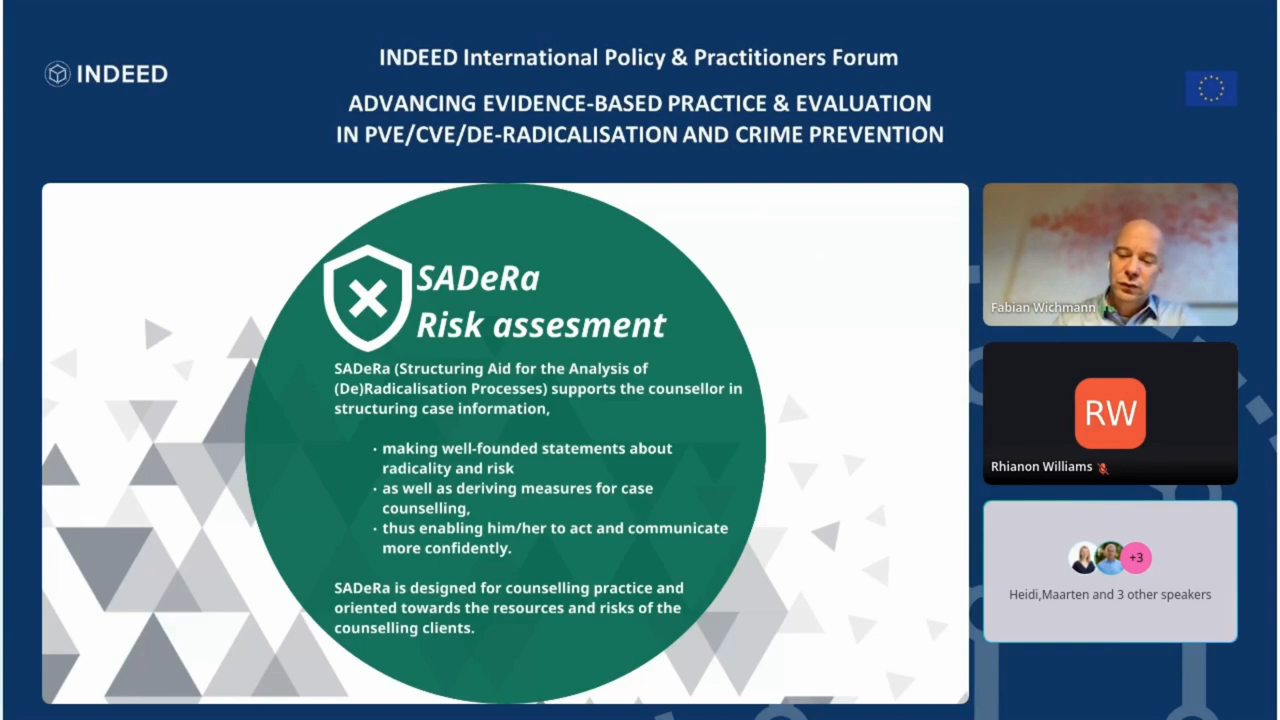 INDEED
INDEED International Policy & Practitioners Forum
ADVANCING EVIDENCE-BASED PRACTICE & EVALUATION
IN PVE/CVE/DE-RADICALISATION AND CRIME PREVENTION
SADeRa
Risk assesment
SADeRa (Structuring Aid for the Analysis of
(De)Radicalisation Processes) supports the counsellor in
structuring case information,
· making well-founded statements about
radicality and risk
· as well as deriving measures for case
counselling,
· thus enabling him/her to act and communicate
more confidently.
SADeRa is designed for counselling practice and
oriented towards the resources and risks of the
counselling clients.
Fabian Wichmann
RW
Rhianon Williams
+3
Heidi,Maarten and 3 other speakers